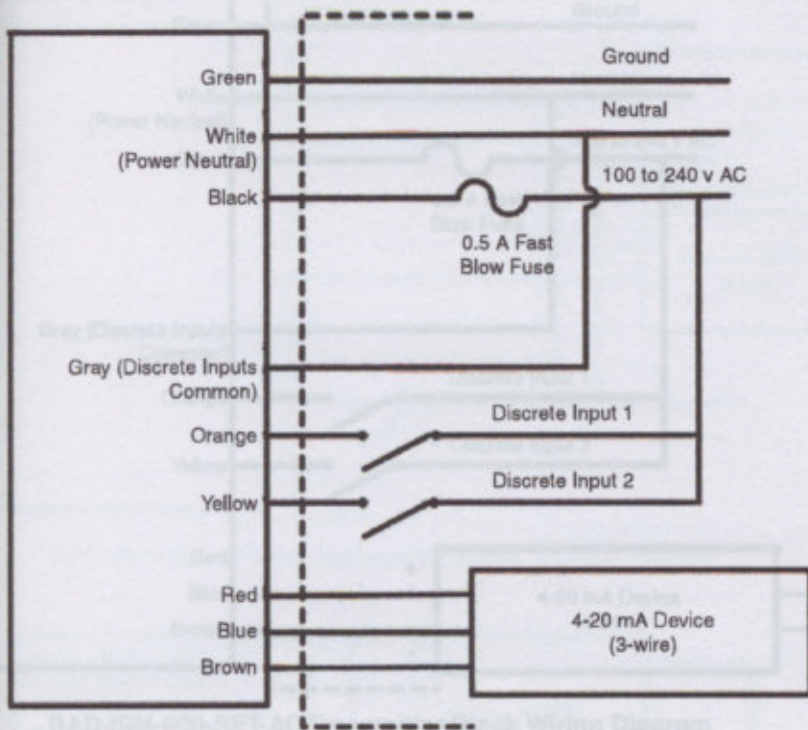 Green
Ground
White
(Power Neutral)
Neutral
Black
100 to 240 v AC
0.5 A Fast
Blow Fuse
Gray (Discrete Inputs
Common)
Orange
Discrete Input 1
Yellow
Discrete Input 2
Red
Blue
Brown
4-20 mA Device
(3-wire)